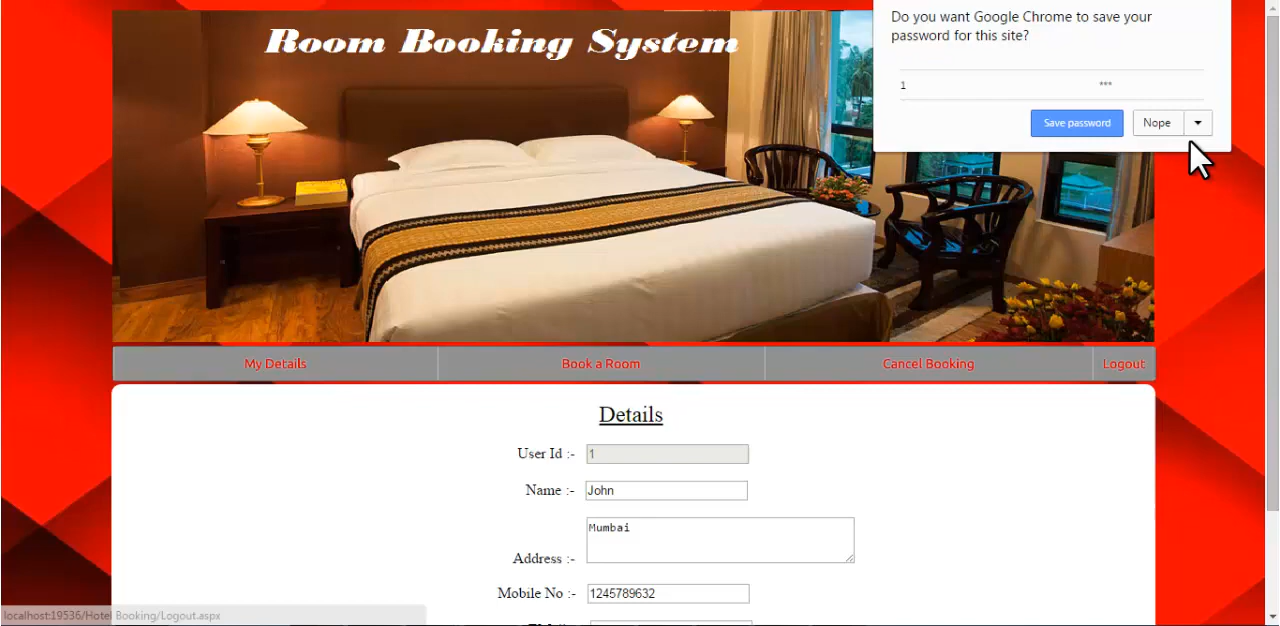 Room Booking System
Do you want Google Chrome to save your
password for this site?
1 ***
Save password Nope
My Details Book a Room Cancel Booking Logout
Details
User Id :- 1
Name :- John
Mumbai
Address :-
Mobile No :- 1245789632
localhost:19536/Hotel Booking/Logout.aspx